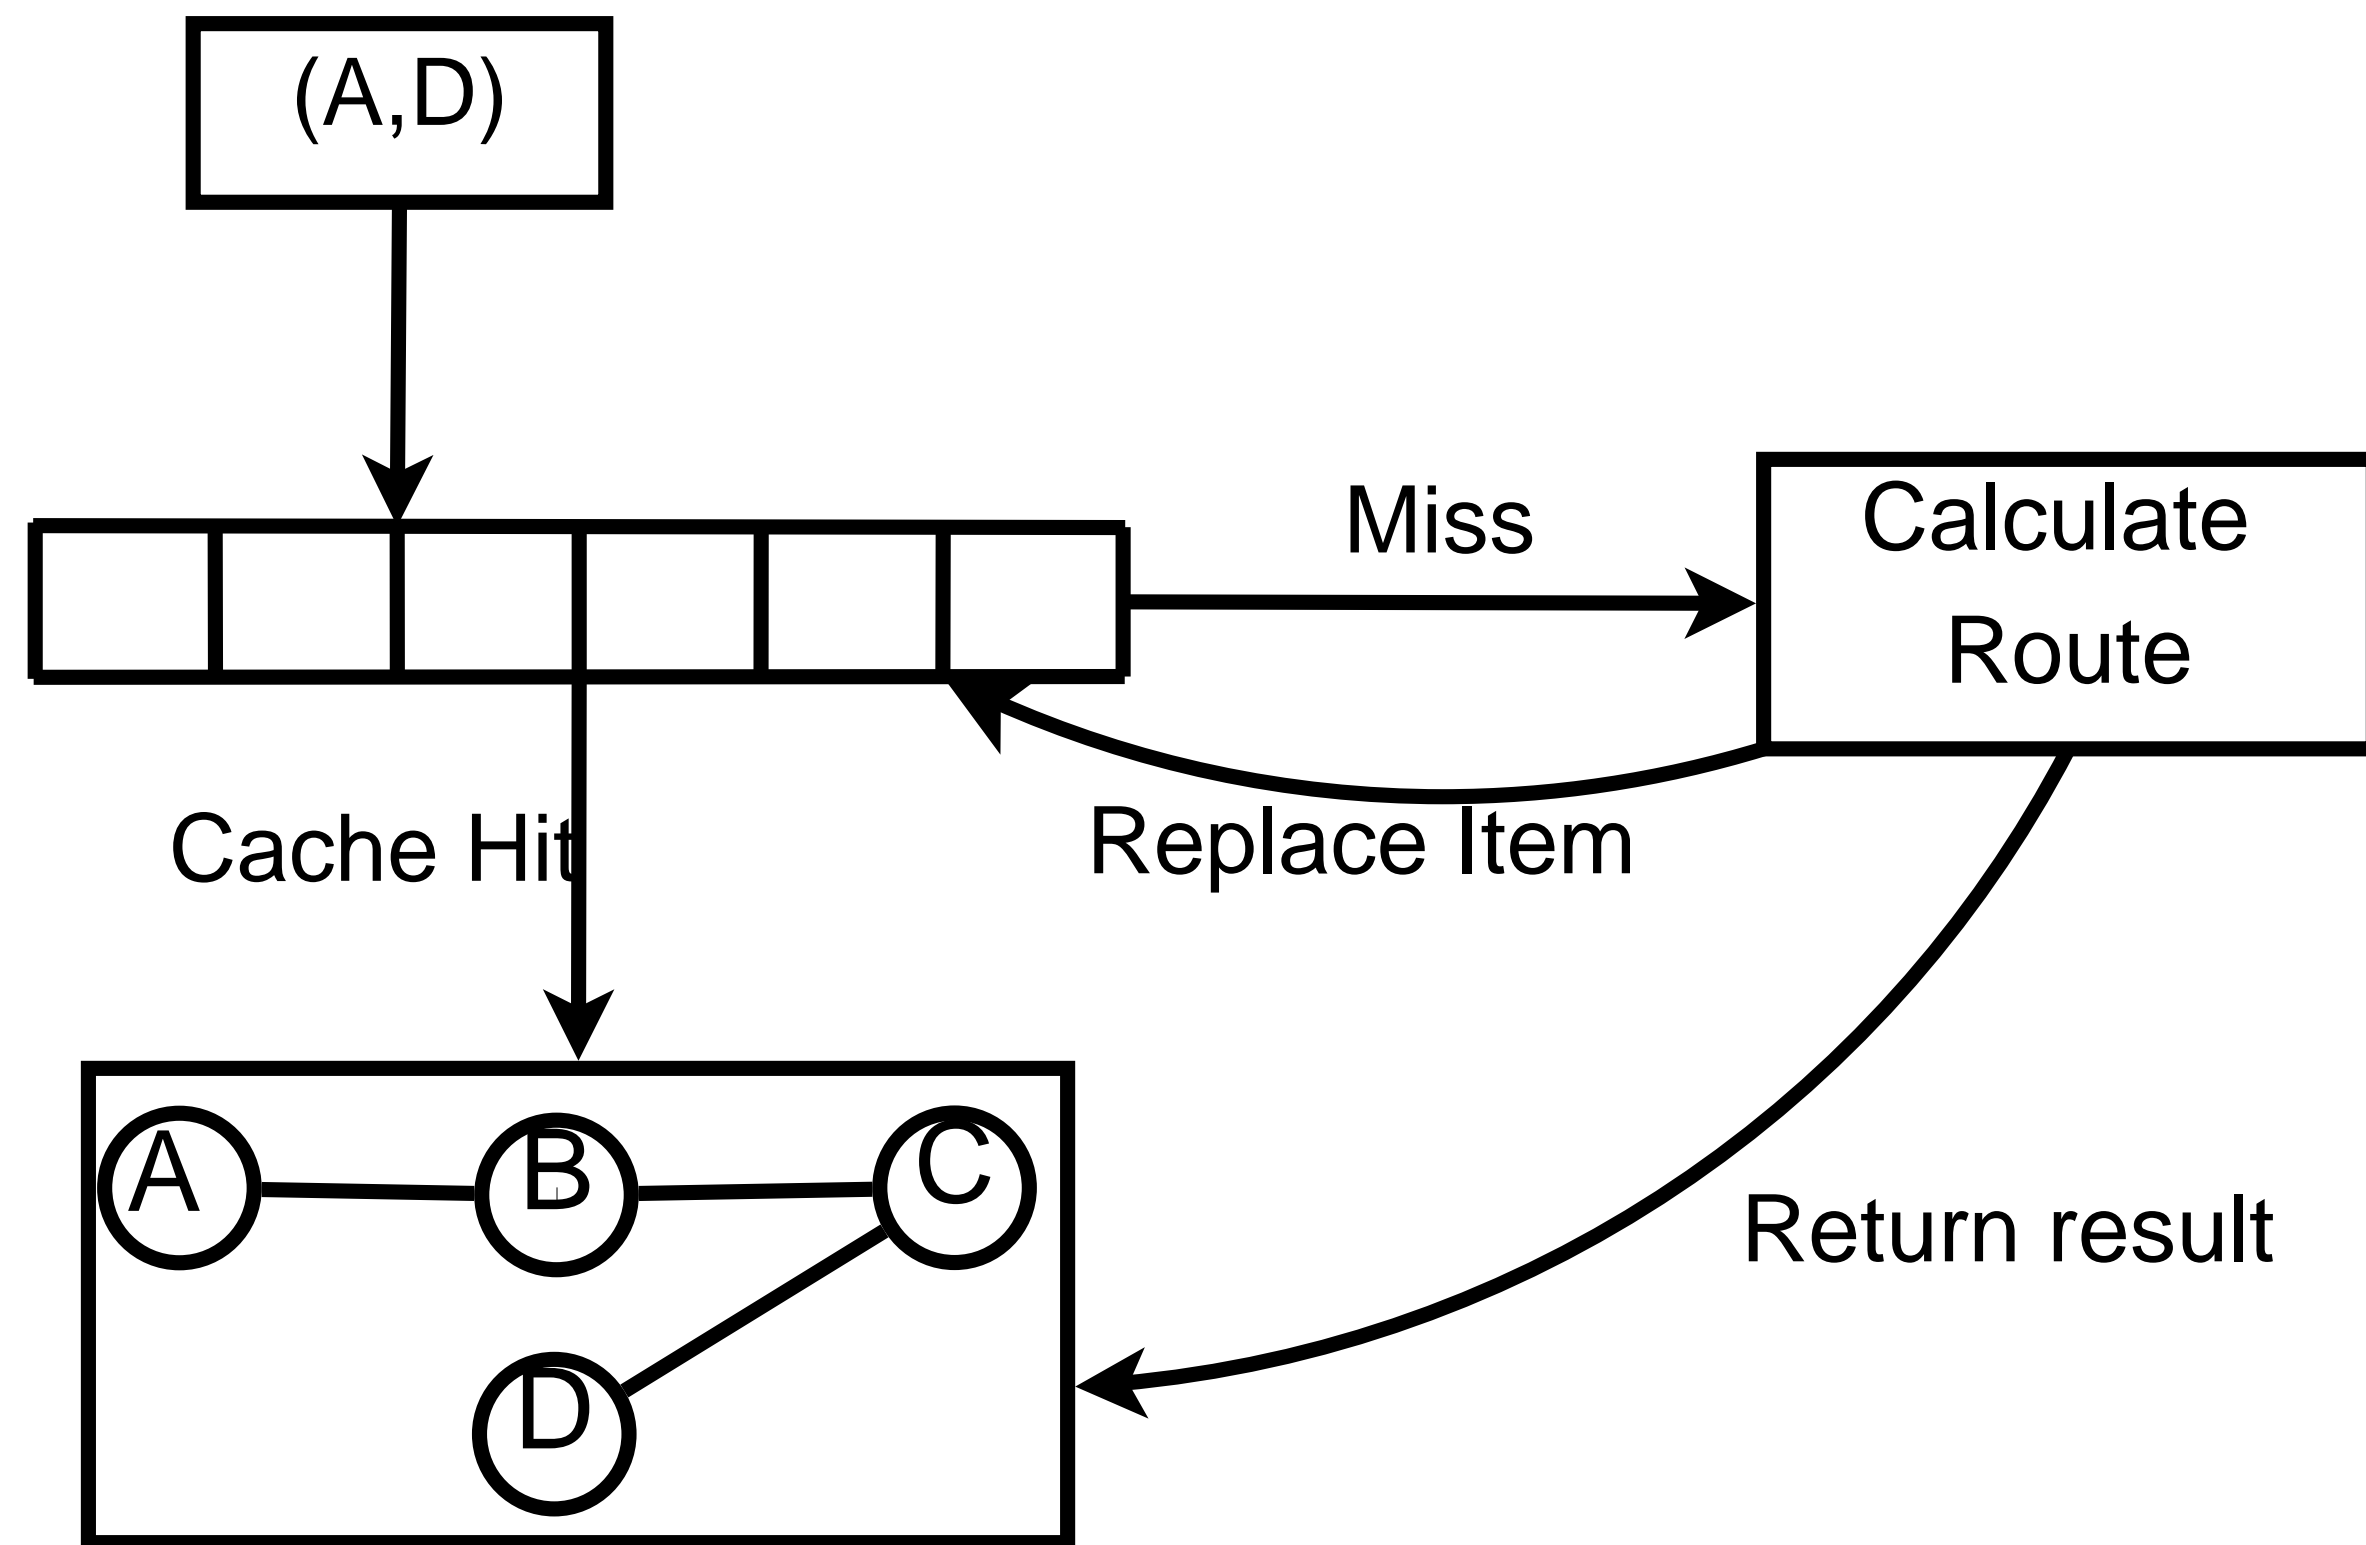 (A,D)
Miss
Calculate
Route
Cache Hit
Replace Item
A
B
C
Return result
D